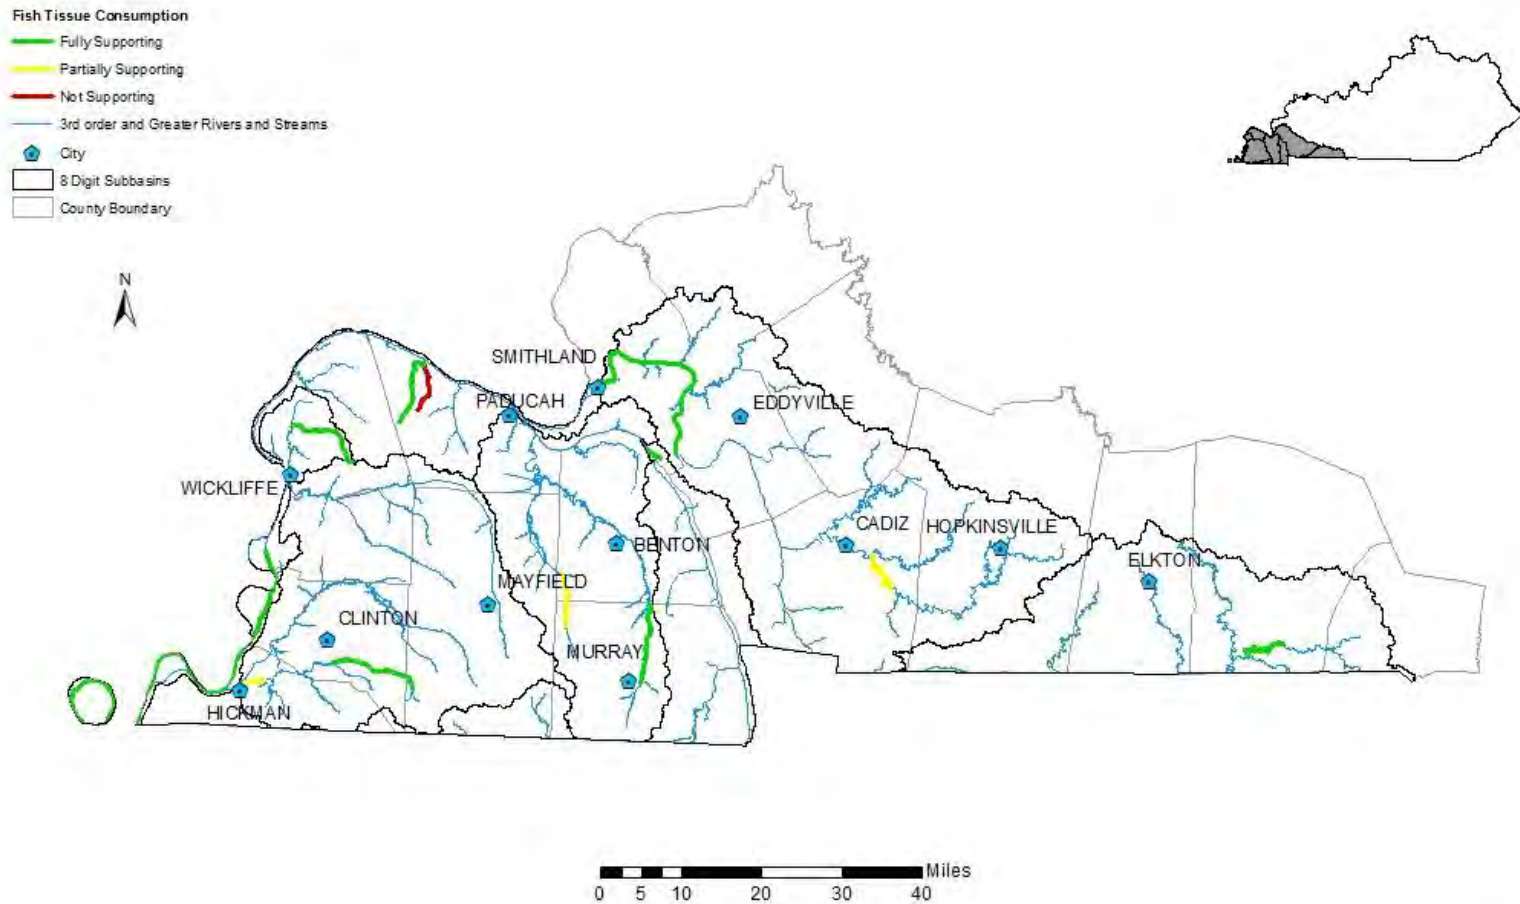 Fish Tissue Consumption
Fully Supporting
Partially Supporting
Not Supporting
3rd order and Greater Rivers and Streams
City
8 Digit Subbasins
County Boundary
N
SMITHLAND
PADUCAH
EDDYVILLE
WICKLIFFE
CADIZ
HOPKINSVILLE
BENTON
ELKTON
MAYFIELD
CLINTON
MURRAY
HICKMAN
Miles
0 5 10 20 30 40